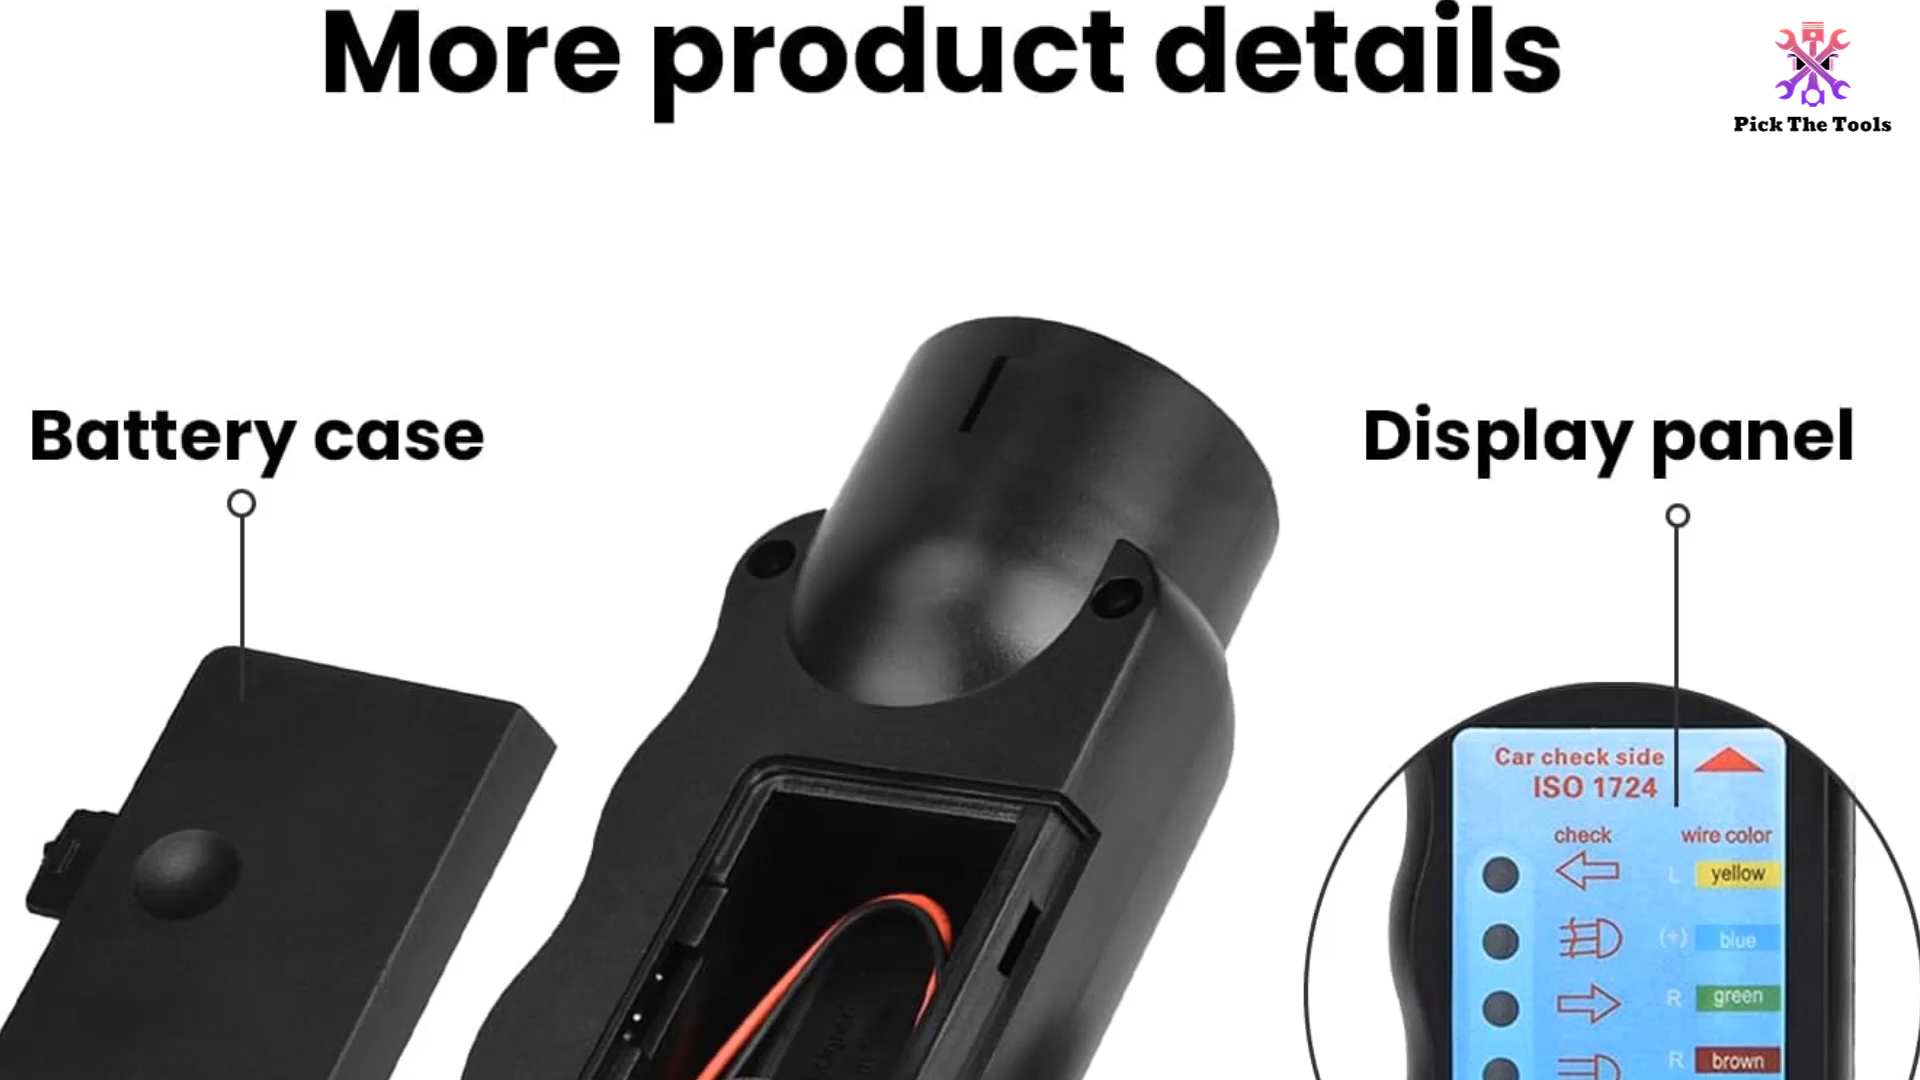 More product details
Pick The Tools
Battery case
Display panel
Car check side
ISO 1724
check wire color
L yellow
(+) blue
R green
R brown